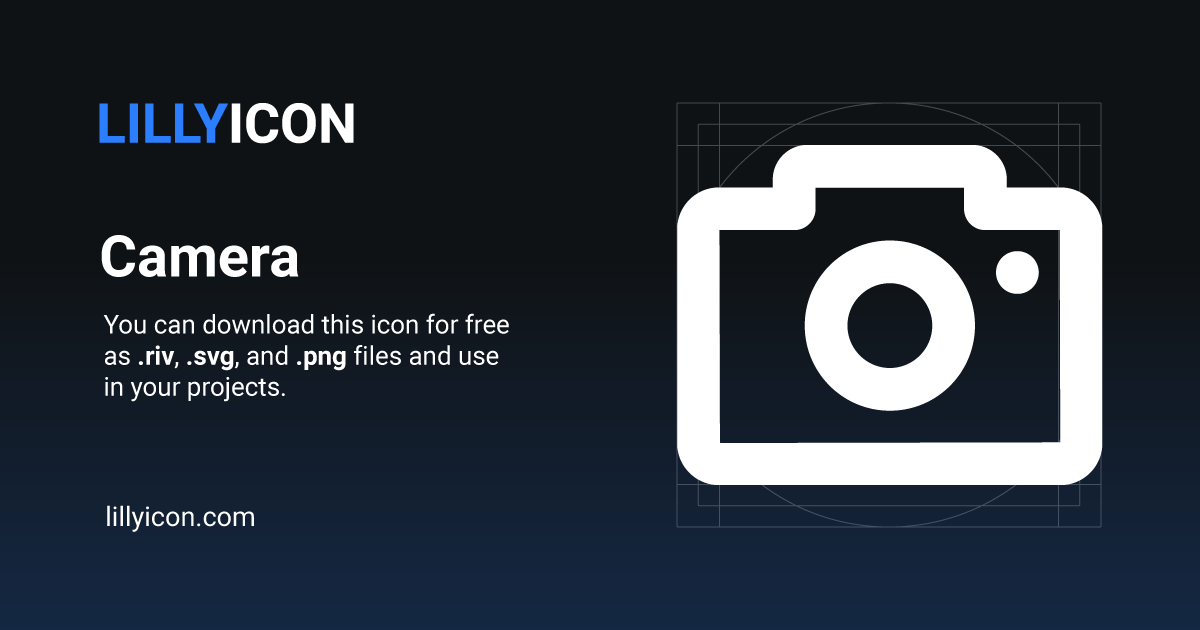 LILLYICON
Camera
You can download this icon for free
as .riv, .svg, and .png files and use
in your projects.
lillyicon.com